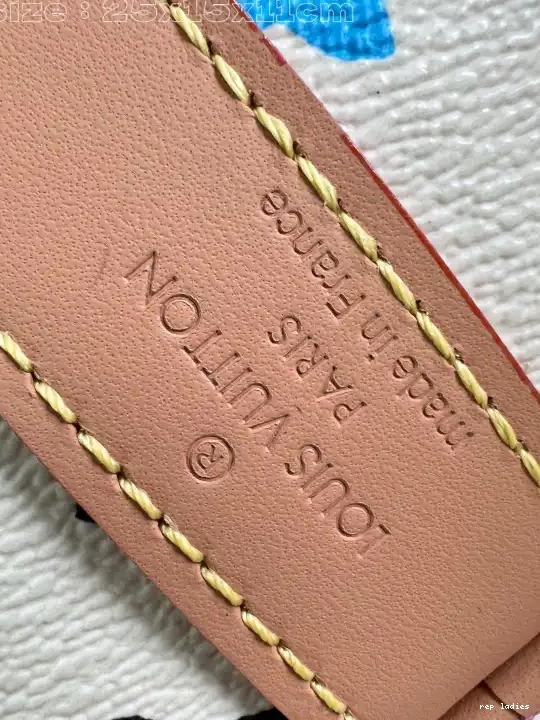 size : 25x15x11cm
®
LOUIS VUITTON
PARIS
made in France
rep ladies